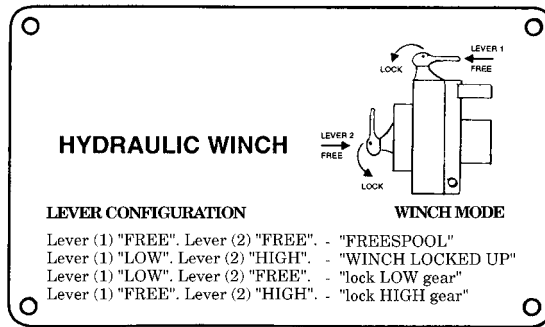 LEVER 1
FREE
LOCK
HYDRAULIC WINCH
LEVER 2
FREE
LOCK
LEVER CONFIGURATION WINCH MODE
Lever (1) "FREE". Lever (2) "FREE". - "FREESPOOL"
Lever (1) "LOW". Lever (2) "HIGH". - "WINCH LOCKED UP"
Lever (1) "LOW". Lever (2) "FREE". - "lock LOW gear"
Lever (1) "FREE". Lever (2) "HIGH". - "lock HIGH gear"